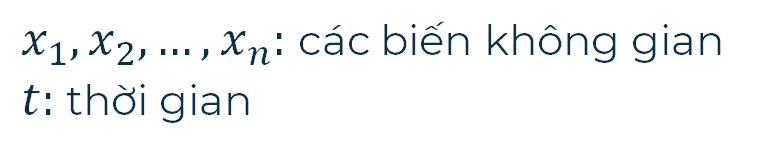 𝑥₁, 𝑥₂, … , 𝑥ₙ: các biến không gian
𝑡: thời gian